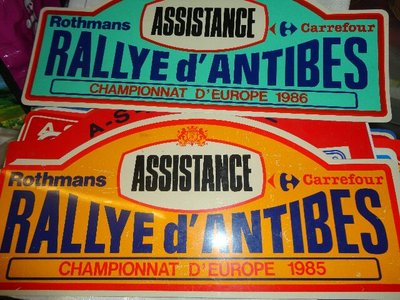 ASSISTANCE
Rothmans Carrefour
RALLYE d'ANTIBES
CHAMPIONNAT D'EUROPE 1986
A-S
ASSISTANCE
Rothmans Carrefour
RALLYE d'ANTIBES
CHAMPIONNAT D'EUROPE 1985